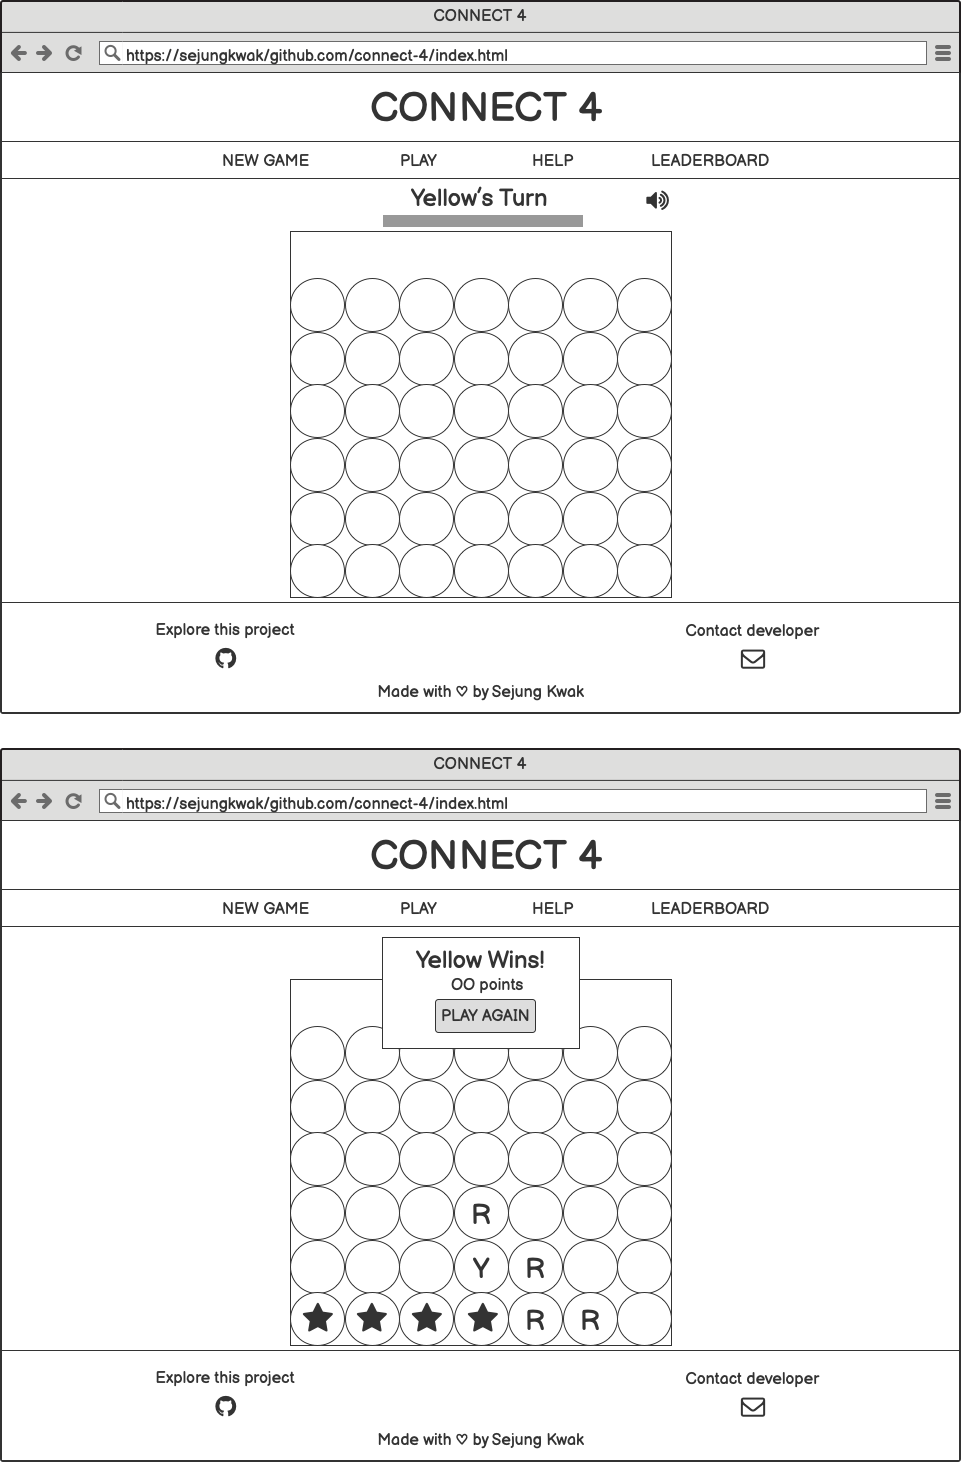 CONNECT 4
https://sejungkwak/github.com/connect-4/index.html
CONNECT 4
NEW GAME PLAY HELP LEADERBOARD
Yellow's Turn
Explore this project Contact developer
Made with ♡ by Sejung Kwak
CONNECT 4
https://sejungkwak/github.com/connect-4/index.html
CONNECT 4
NEW GAME PLAY HELP LEADERBOARD
Yellow Wins!
OO points
PLAY AGAIN
R
Y R
R R
Explore this project Contact developer
Made with ♡ by Sejung Kwak